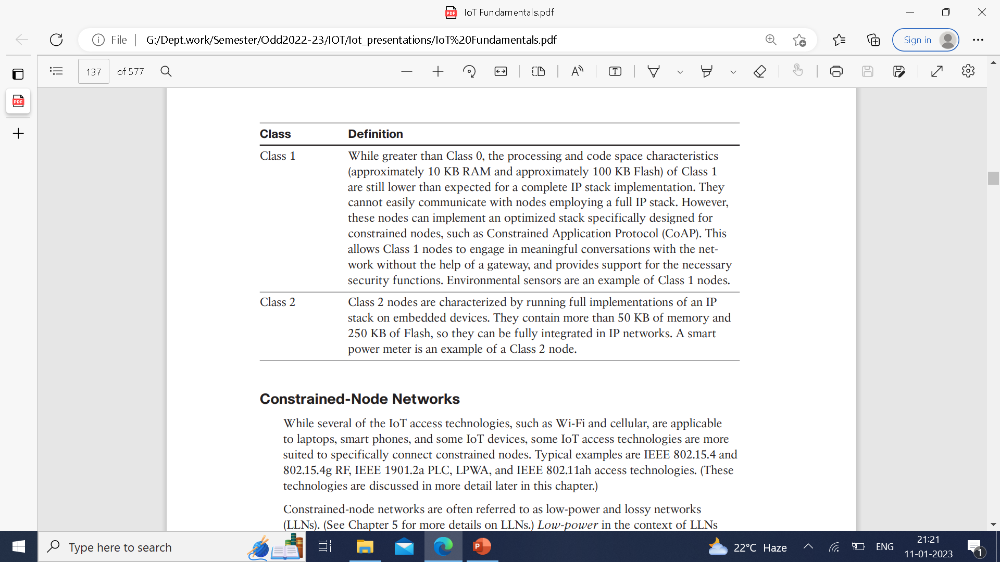 IoT Fundamentals.pdf
File
G:/Dept.work/Semester/Odd2022-23/IOT/Iot_presentations/IoT%20Fundamentals.pdf
Sign in
137 of 577
Class Definition
Class 1 While greater than Class 0, the processing and code space characteristics
(approximately 10 KB RAM and approximately 100 KB Flash) of Class 1
are still lower than expected for a complete IP stack implementation. They
cannot easily communicate with nodes employing a full IP stack. However,
these nodes can implement an optimized stack specifically designed for
constrained nodes, such as Constrained Application Protocol (CoAP). This
allows Class 1 nodes to engage in meaningful conversations with the net-
work without the help of a gateway, and provides support for the necessary
security functions. Environmental sensors are an example of Class 1 nodes.
Class 2 Class 2 nodes are characterized by running full implementations of an IP
stack on embedded devices. They contain more than 50 KB of memory and
250 KB of Flash, so they can be fully integrated in IP networks. A smart
power meter is an example of a Class 2 node.
Constrained-Node Networks
While several of the IoT access technologies, such as Wi-Fi and cellular, are applicable
to laptops, smart phones, and some IoT devices, some IoT access technologies are more
suited to specifically connect constrained nodes. Typical examples are IEEE 802.15.4 and
802.15.4g RF, IEEE 1901.2a PLC, LPWA, and IEEE 802.11ah access technologies. (These
technologies are discussed in more detail later in this chapter.)
Constrained-node networks are often referred to as low-power and lossy networks
(LLNs). (See Chapter 5 for more details on LLNs.) Low-power in the context of LLNs
Type here to search
22°C Haze
ENG
21:21
11-01-2023
1